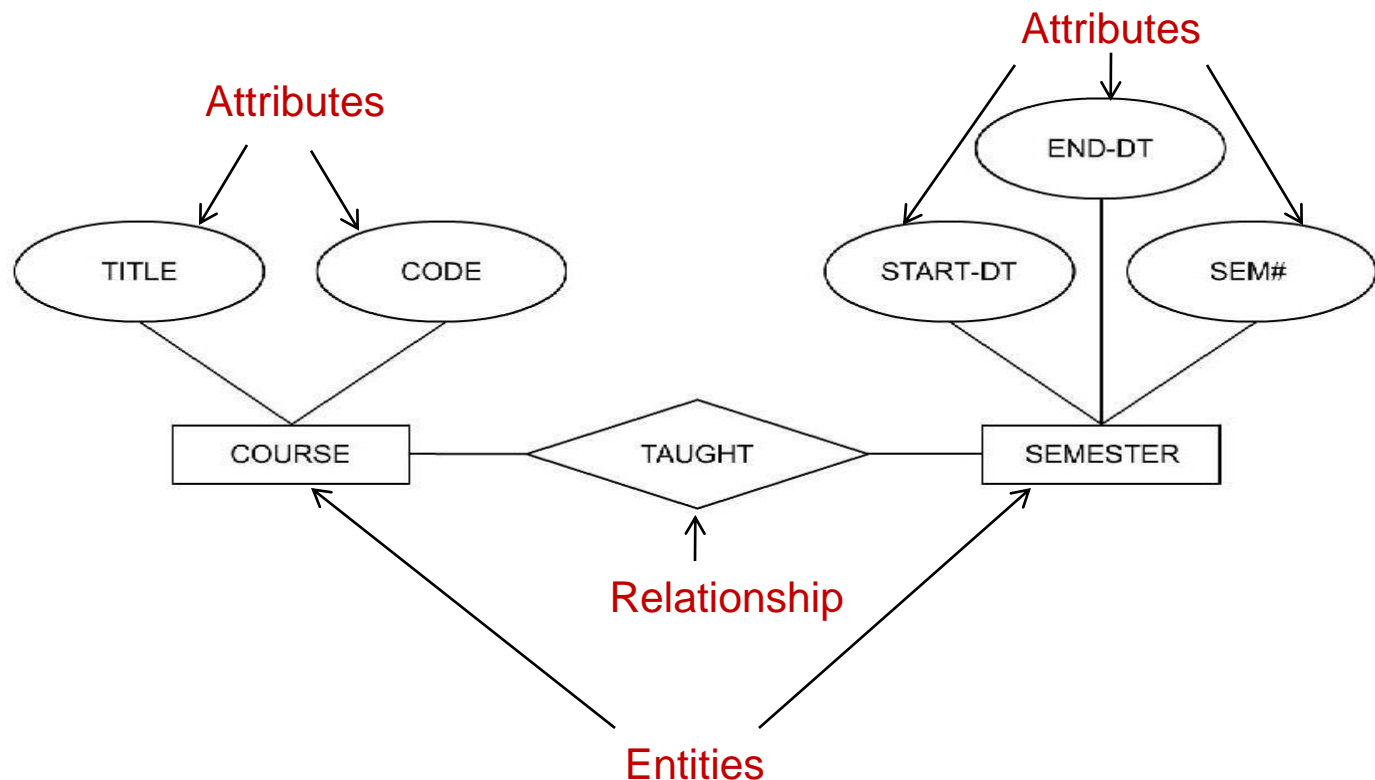 Attributes
Attributes
END-DT
TITLE
CODE
START-DT
SEM#
COURSE
TAUGHT
SEMESTER
Relationship
Entities